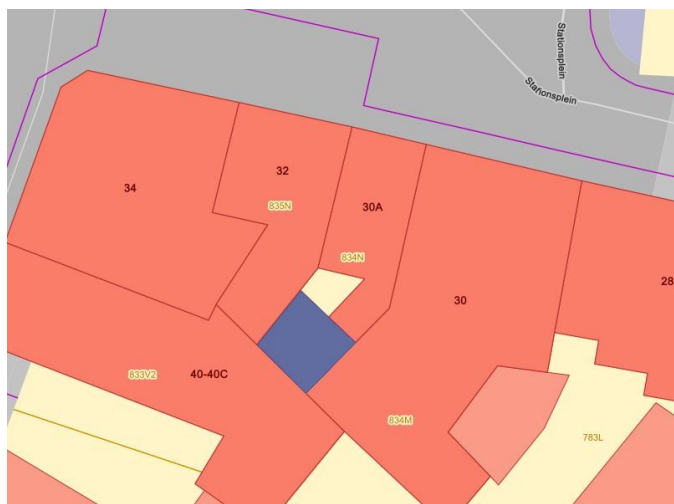 Stationsplein
Stationsplein
34
32
835N
30A
834N
30
28
833V2
40-40C
834M
783L